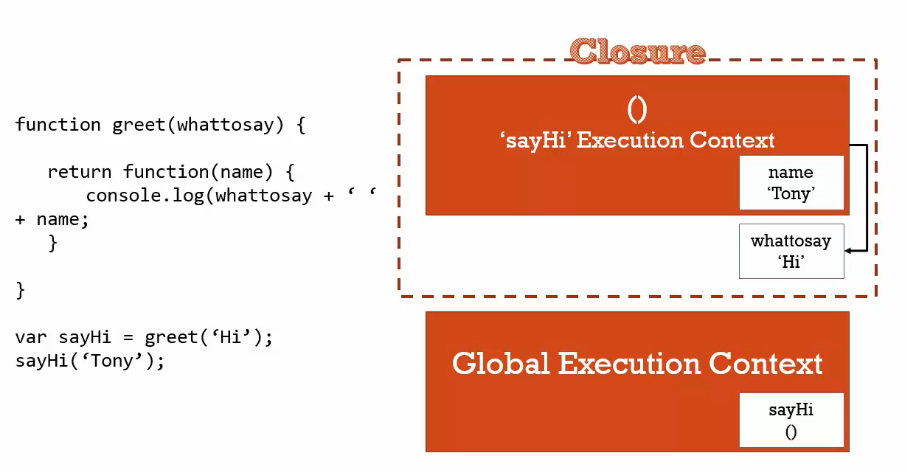 function greet(whattosay) {
return function(name) {
console.log(whattosay + ‘ ‘
+ name;
}
}
var sayHi = greet(‘Hi’);
sayHi(‘Tony’);
Closure
()
‘sayHi’ Execution Context
name
‘Tony’
whattosay
‘Hi’
Global Execution Context
sayHi
()